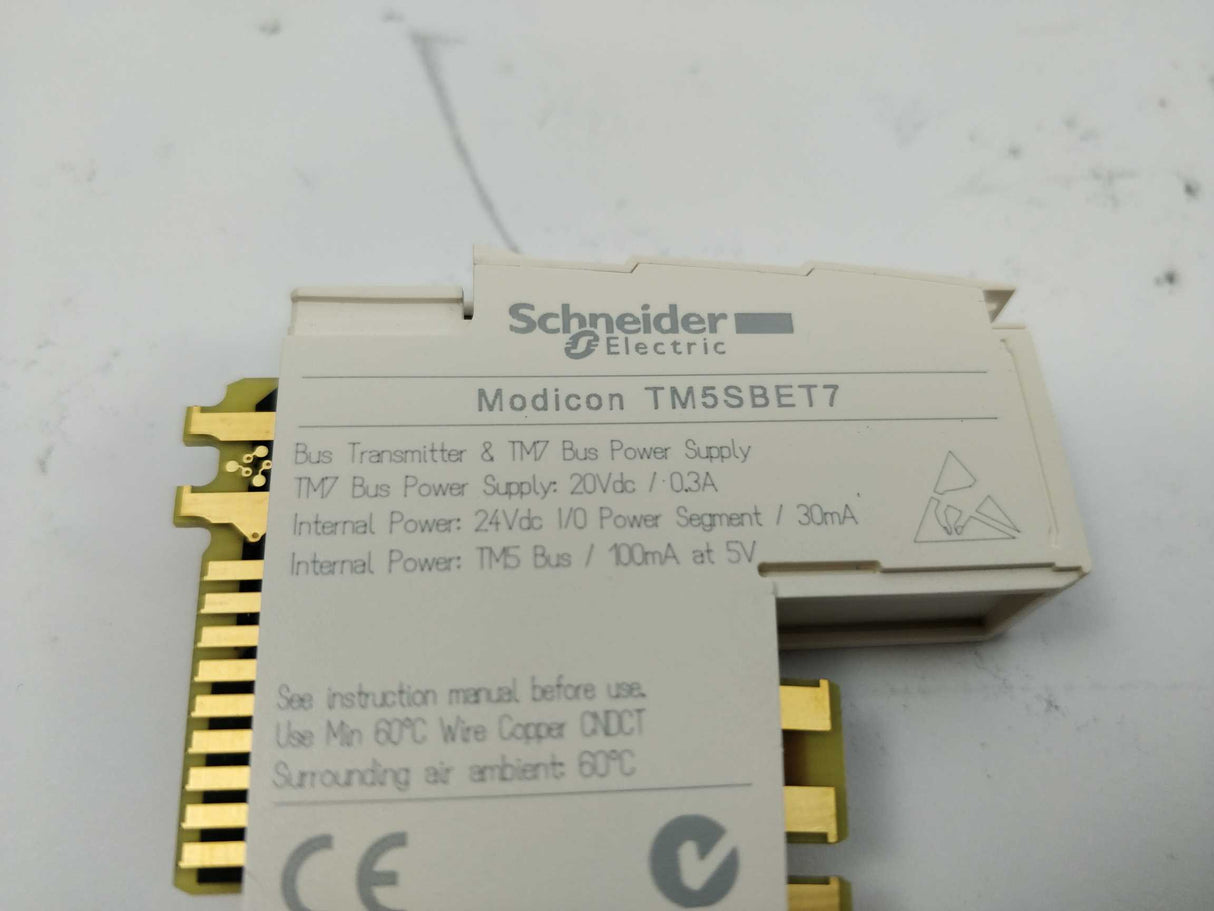 Schneider
Electric
Modicon TM5SBET7
Bus Transmitter & TM7 Bus Power Supply
TM7 Bus Power Supply: 20Vdc / 0.3A
Internal Power: 24Vdc I/O Power Segment / 30mA
Internal Power: TM5 Bus / 100mA at 5V
See instruction manual before use.
Use Min 60°C Wire Copper CNDCT
Surrounding air ambient: 60°C
CE